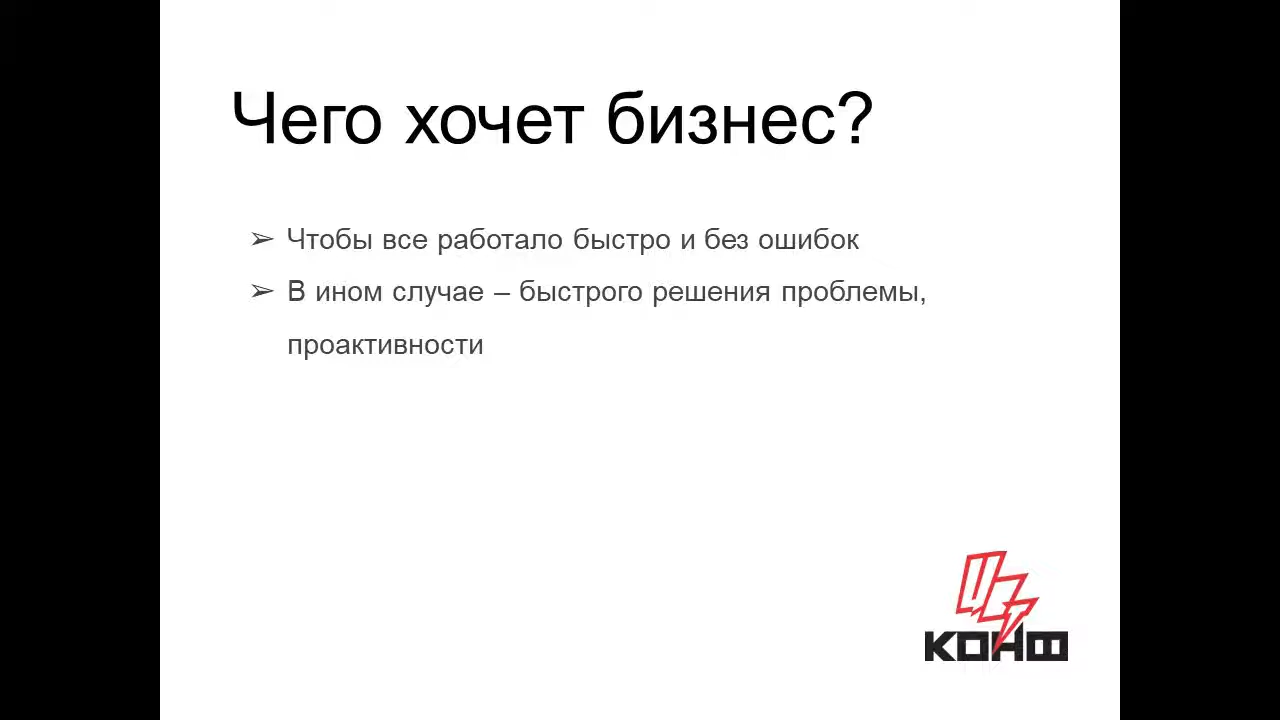 Чего хочет бизнес?
➢ Чтобы все работало быстро и без ошибок
➢ В ином случае – быстрого решения проблемы,
проактивности
КОНФ